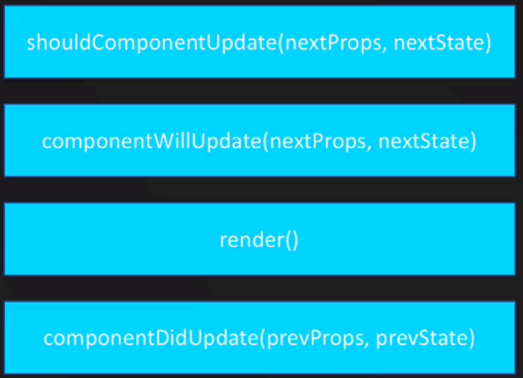 shouldComponentUpdate(nextProps, nextState)
componentWillUpdate(nextProps, nextState)
render()
componentDidUpdate(prevProps, prevState)